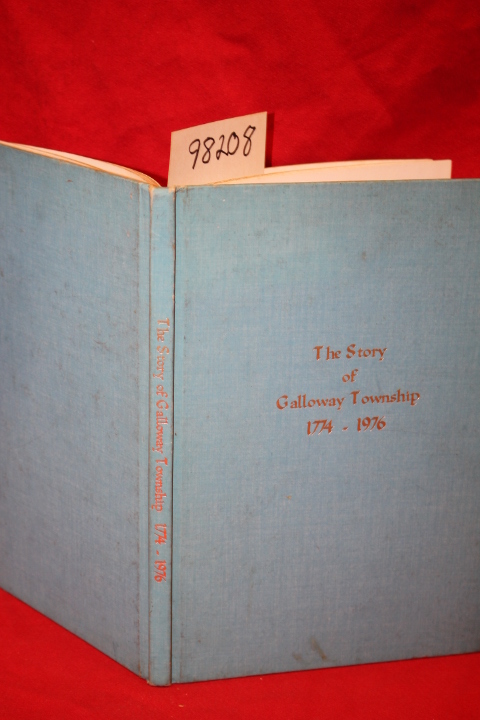 98208
The Story
of
Galloway Township
1774 - 1976
The Story of Galloway Township 1774 - 1976